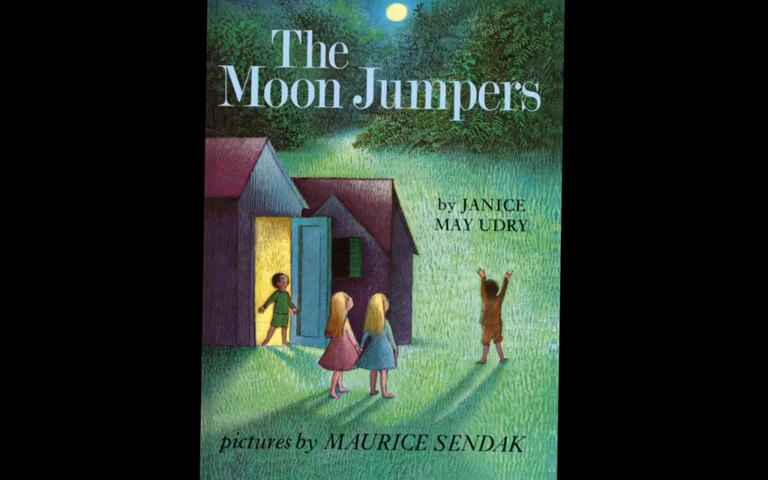 The
Moon Jumpers
by JANICE
MAY UDRY
pictures by MAURICE SENDAK